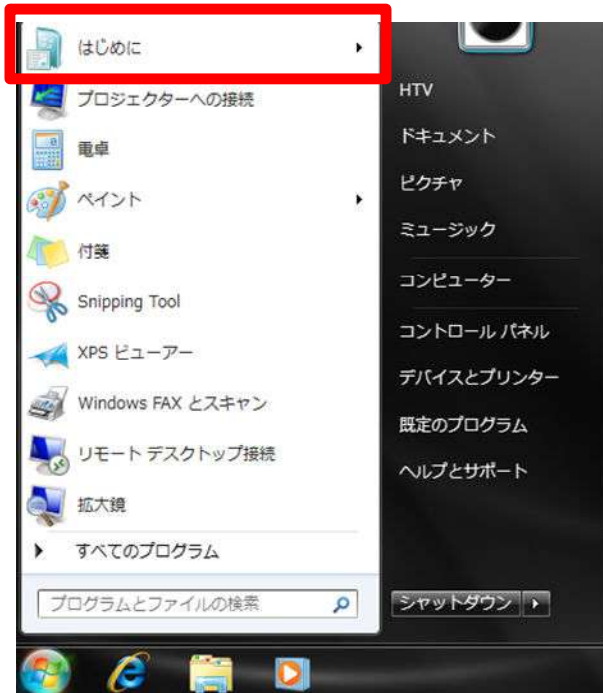 はじめに
プロジェクターへの接続
電卓
ペイント
付箋
Snipping Tool
XPS ビューアー
Windows FAX とスキャン
リモート デスクトップ接続
拡大鏡
すべてのプログラム
プログラムとファイルの検索
HTV
ドキュメント
ピクチャ
ミュージック
コンピューター
コントロール パネル
デバイスとプリンター
既定のプログラム
ヘルプとサポート
シャットダウン